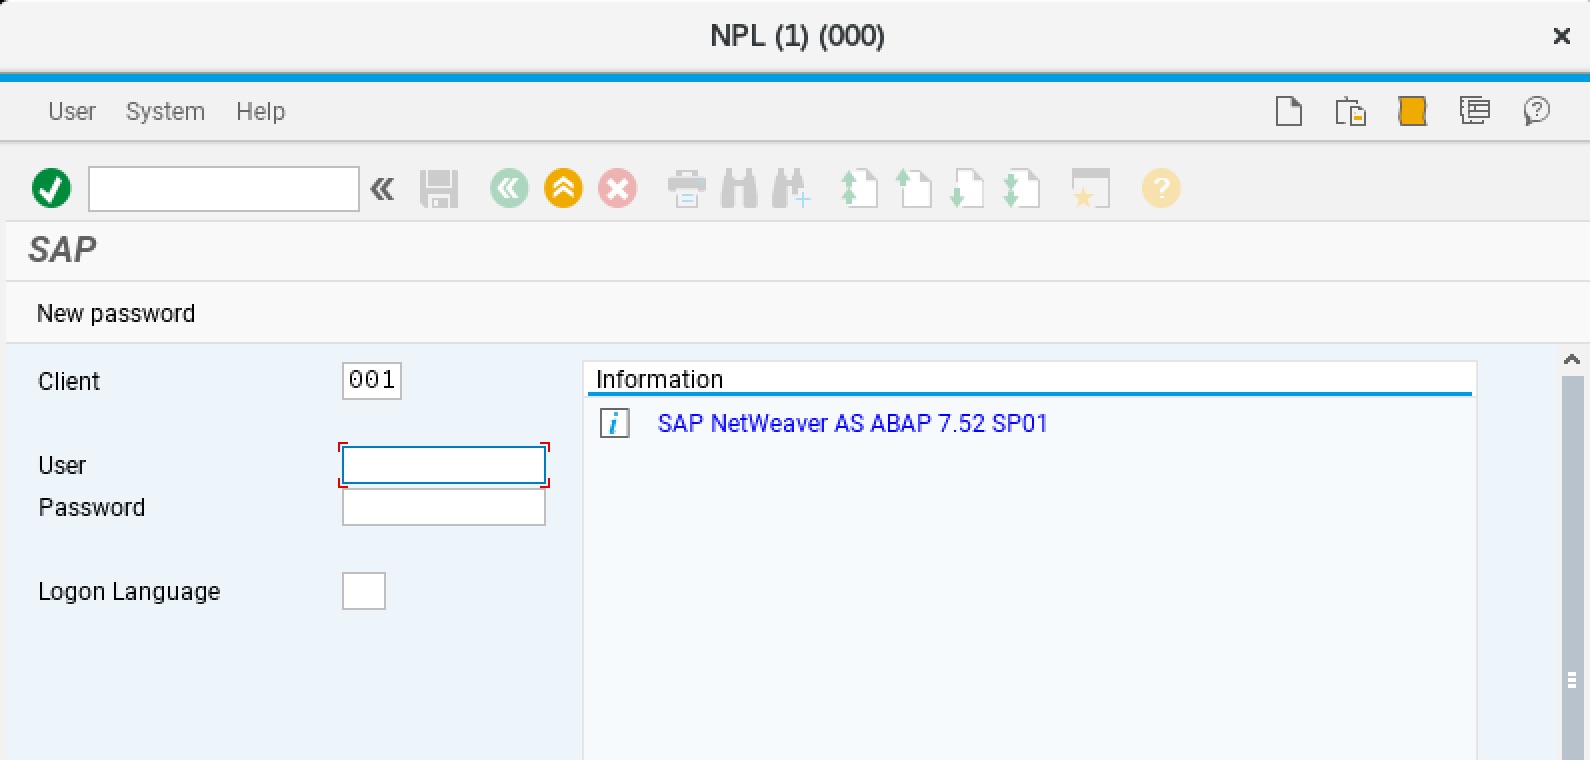 NPL (1) (000)
User System Help
SAP
New password
Client 001
Information
SAP NetWeaver AS ABAP 7.52 SP01
User
Password
Logon Language